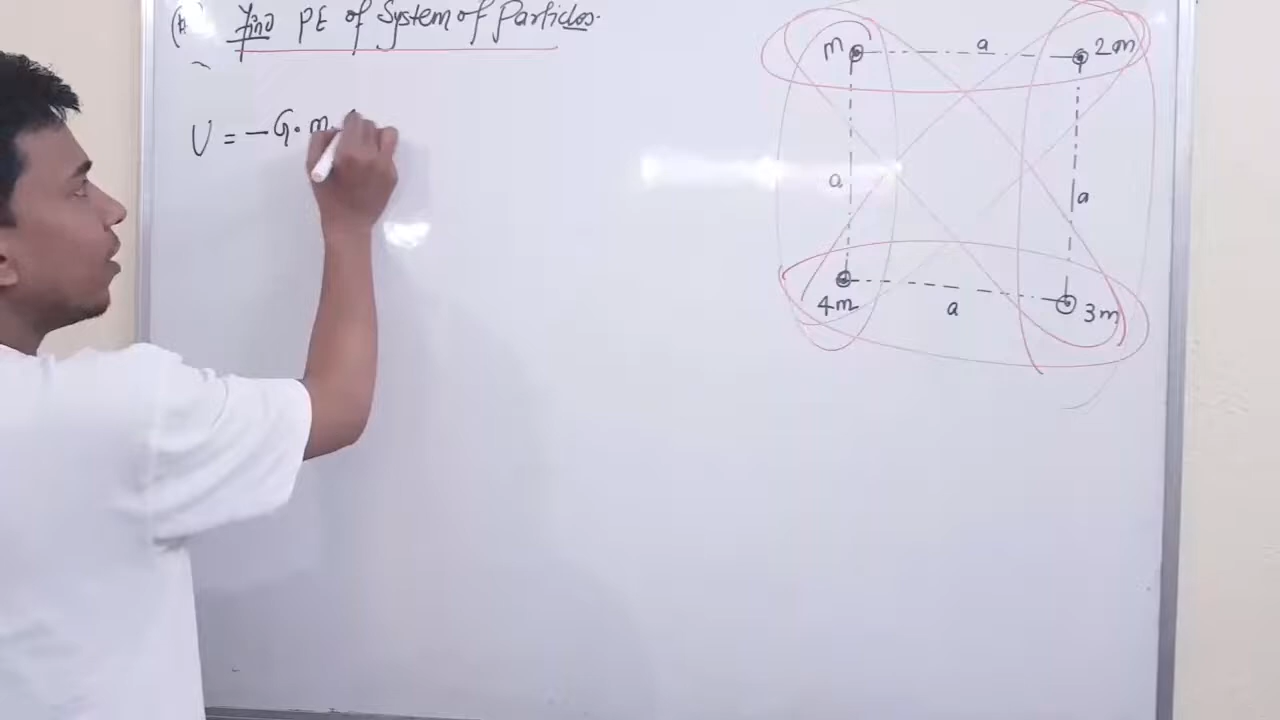 Find PE of System of Particles.
U = -G·m·
m a 2m
a a
4m a 3m